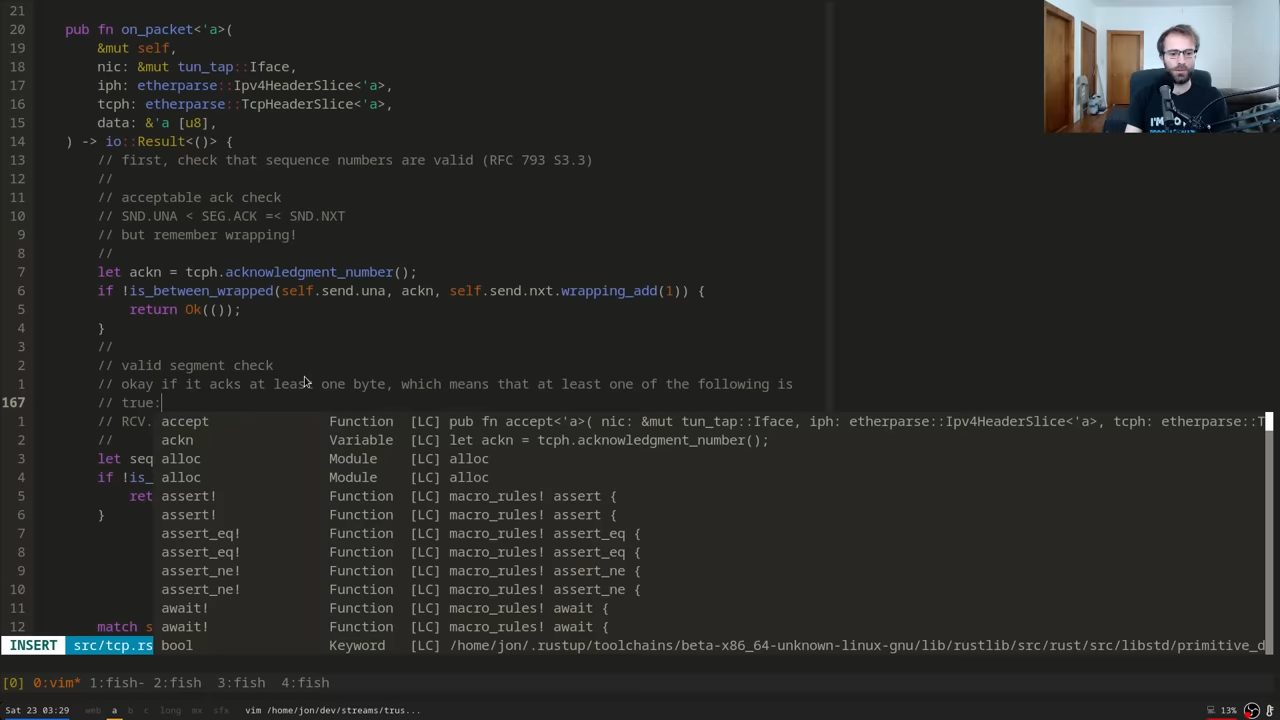 21
20 pub fn on_packet<'a>(
19 &mut self,
18 nic: &mut tun_tap::Iface,
17 iph: etherparse::Ipv4HeaderSlice<'a>,
16 tcph: etherparse::TcpHeaderSlice<'a>,
15 data: &'a [u8],
14 ) -> io::Result<()> {
13 // first, check that sequence numbers are valid (RFC 793 S3.3)
12 //
11 // acceptable ack check
10 // SND.UNA < SEG.ACK =< SND.NXT
9 // but remember wrapping!
8 //
7 let ackn = tcph.acknowledgment_number();
6 if !is_between_wrapped(self.send.una, ackn, self.send.nxt.wrapping_add(1)) {
5 return Ok(());
4 }
3 //
2 // valid segment check
1 // okay if it acks at least one byte, which means that at least one of the following is
167 // true:
1 // RCV. accept Function [LC] pub fn accept<'a>( nic: &mut tun_tap::Iface, iph: etherparse::Ipv4HeaderSlice<'a>, tcph: etherparse::T
2 // ackn Variable [LC] let ackn = tcph.acknowledgment_number();
3 let seq alloc Module [LC] alloc
4 if !is_ alloc Module [LC] alloc
5 ret assert! Function [LC] macro_rules! assert {
6 } assert! Function [LC] macro_rules! assert {
7 assert_eq! Function [LC] macro_rules! assert_eq {
8 assert_eq! Function [LC] macro_rules! assert_eq {
9 assert_ne! Function [LC] macro_rules! assert_ne {
10 assert_ne! Function [LC] macro_rules! assert_ne {
11 await! Function [LC] macro_rules! await {
12 match s await! Function [LC] macro_rules! await {
INSERT src/tcp.rs bool Keyword [LC] /home/jon/.rustup/toolchains/beta-x86_64-unknown-linux-gnu/lib/rustlib/src/rust/src/libstd/primitive_d
[0] 0:vim* 1:fish- 2:fish 3:fish 4:fish
Sat 23 03:29 web a b c long mx sfx vim /home/jon/dev/streams/trus... 13%
I'M